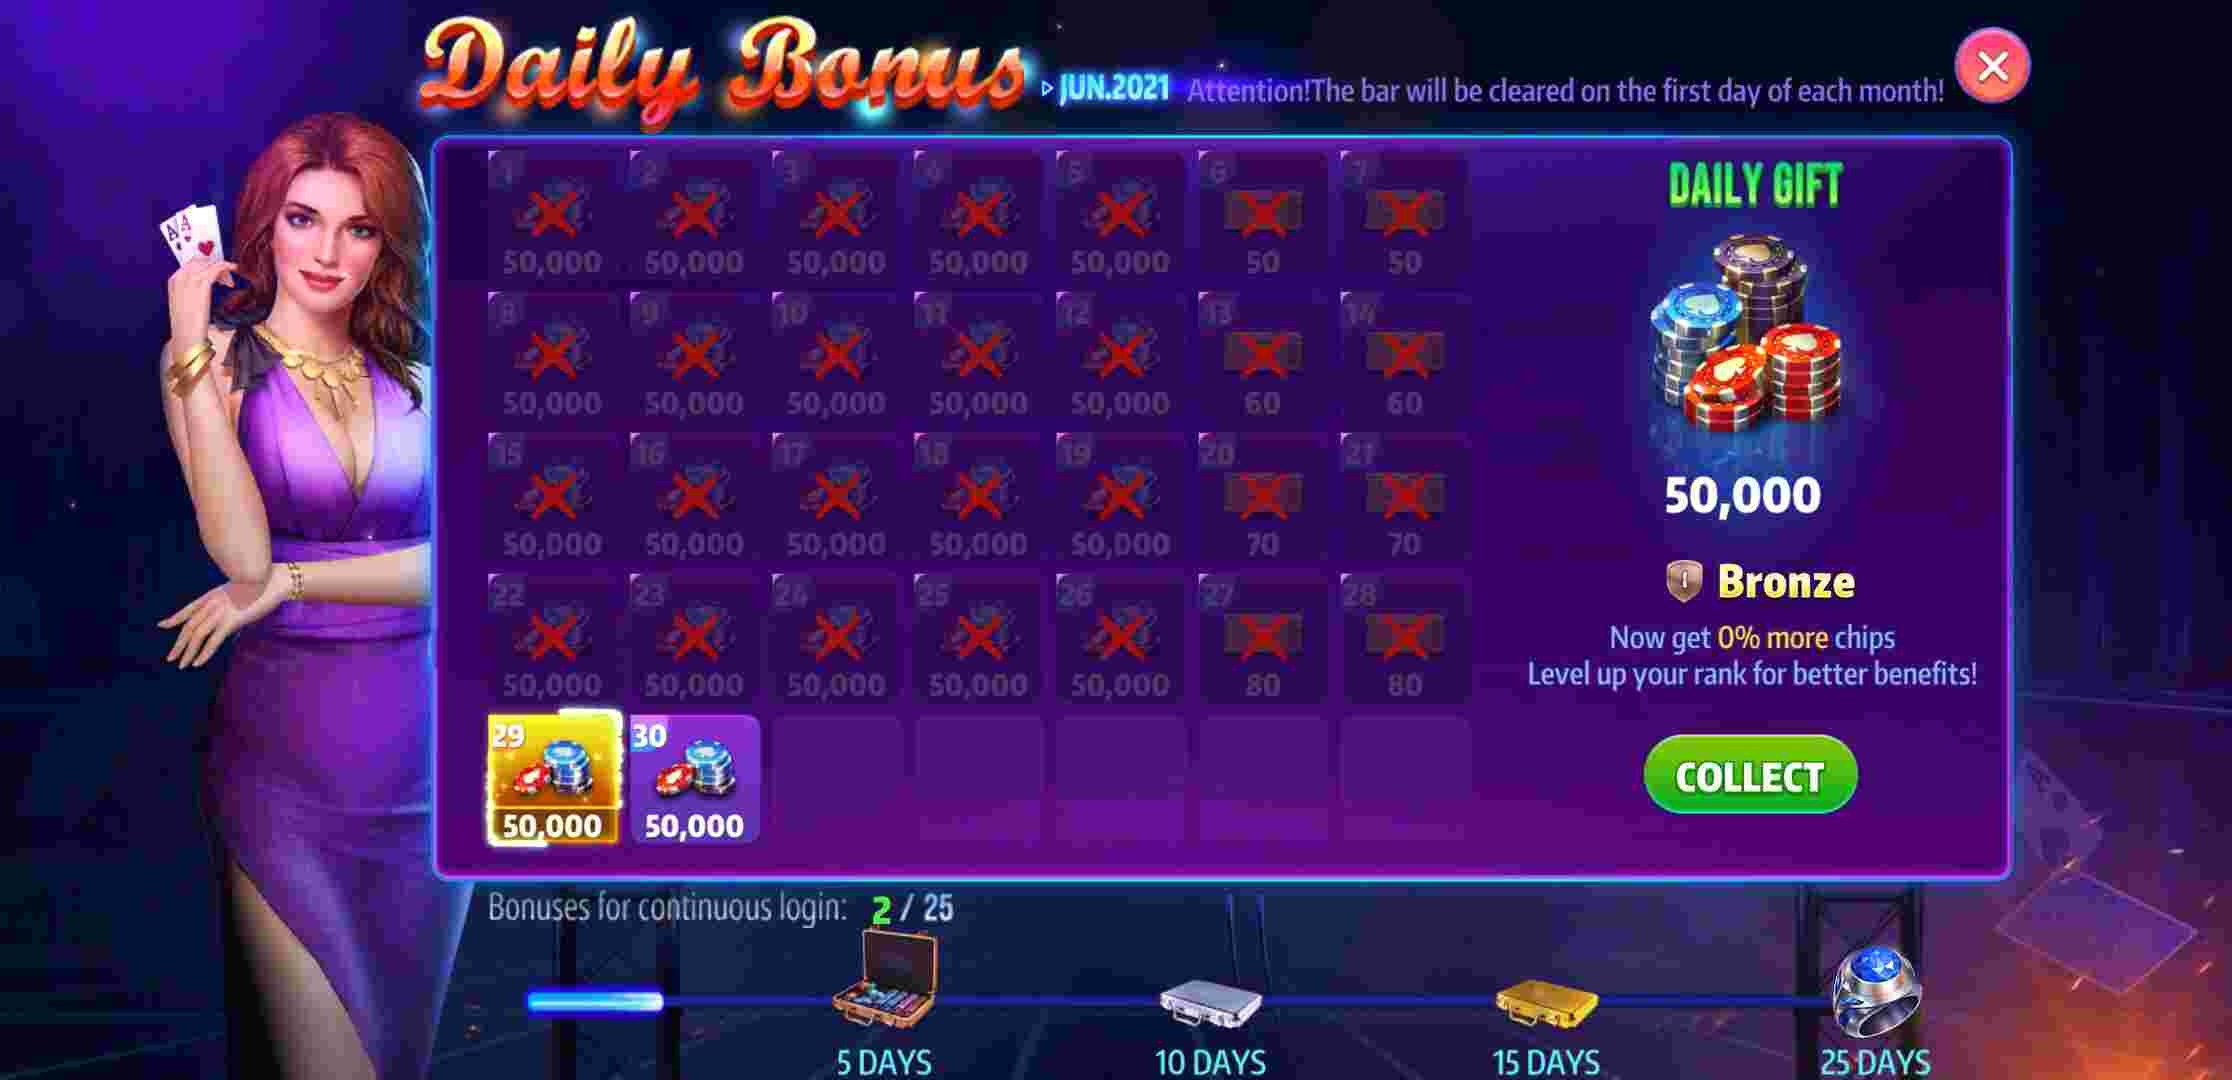 Daily Bonus
JUN.2021 Attention!The bar will be cleared on the first day of each month!
1 2 3 4 5 6 7
50,000 50,000 50,000 50,000 50,000 50 50
8 9 10 11 12 13 14
50,000 50,000 50,000 50,000 50,000 60 60
15 16 17 18 19 20 21
50,000 50,000 50,000 50,000 50,000 70 70
22 23 24 25 26 27 28
50,000 50,000 50,000 50,000 50,000 80 80
29 30
50,000 50,000
DAILY GIFT
50,000
Bronze
Now get 0% more chips
Level up your rank for better benefits!
COLLECT
Bonuses for continuous login: 2 / 25
5 DAYS
10 DAYS
15 DAYS
25 DAYS
A A